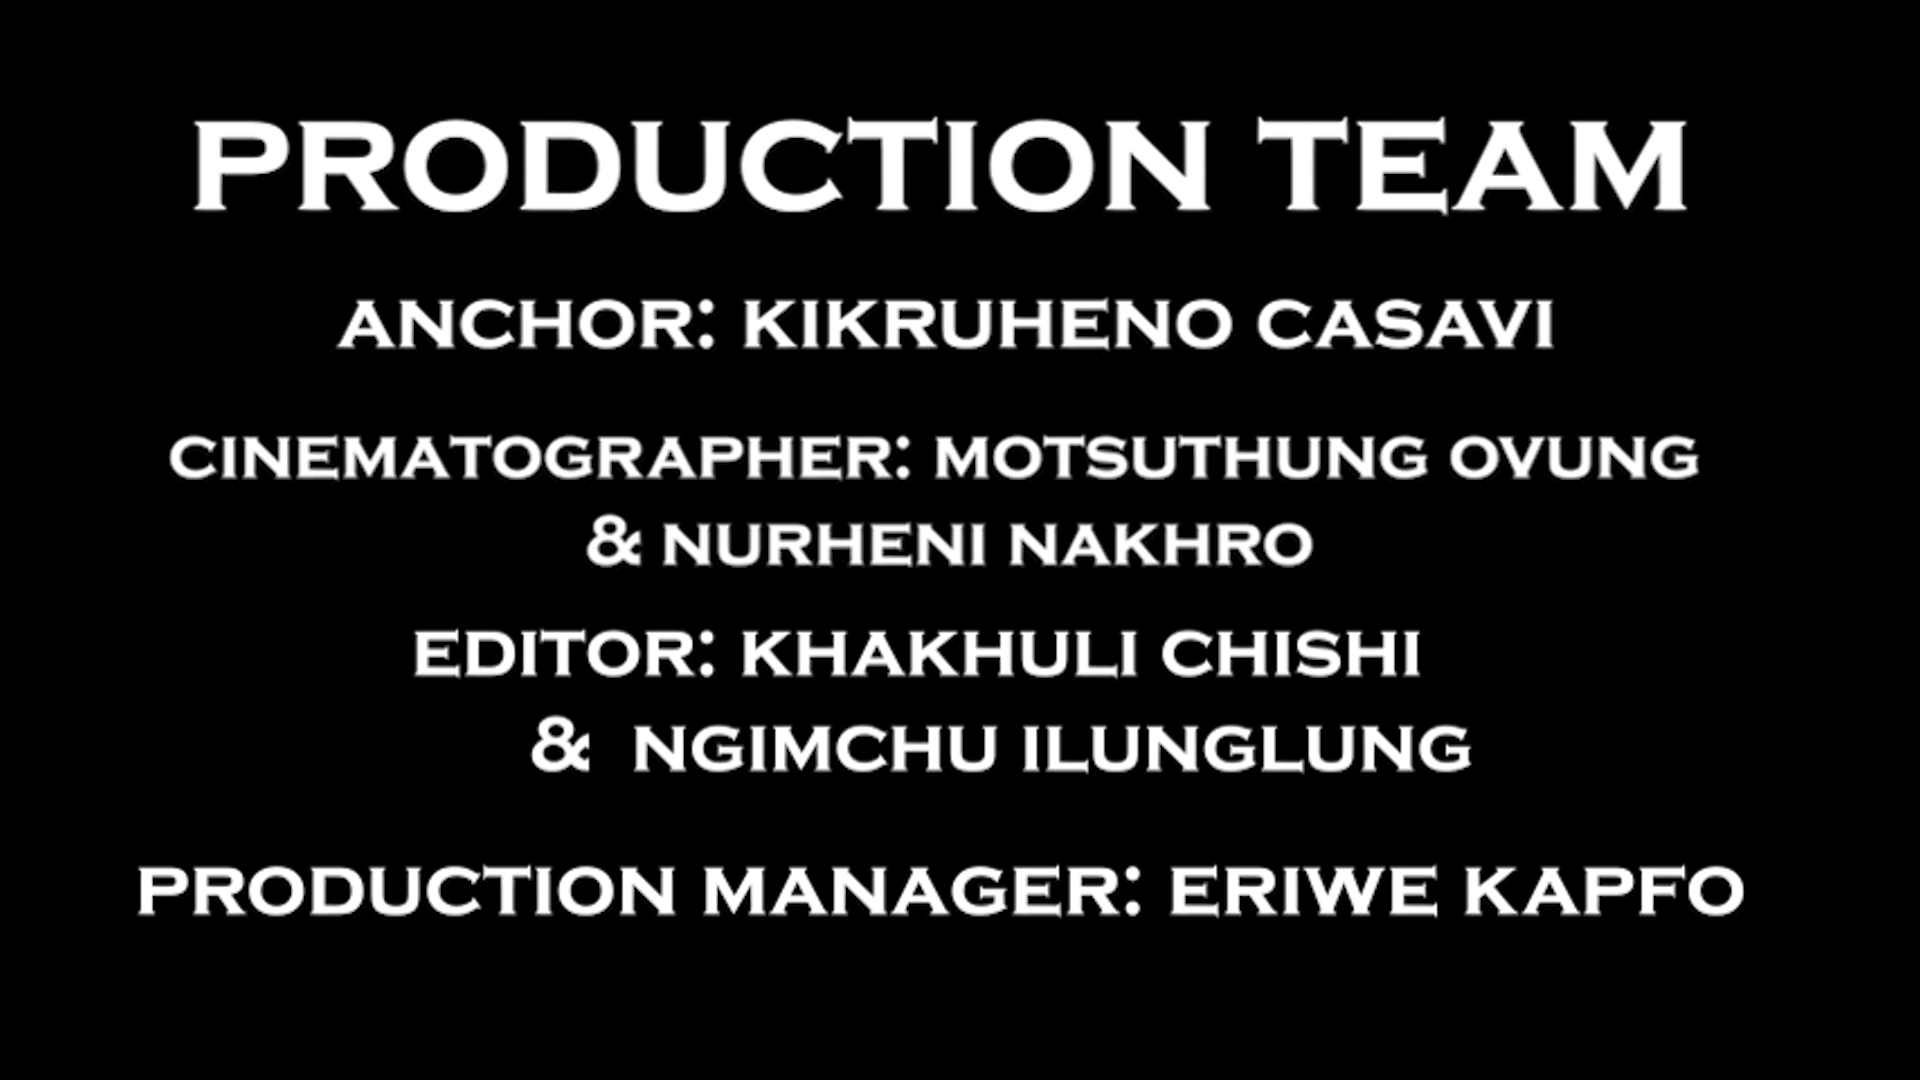 PRODUCTION TEAM
ANCHOR: KIKRUHENO CASAVI
CINEMATOGRAPHER: MOTSUTHUNG OVUNG
& NURHENI NAKHRO
EDITOR: KHAKHULI CHISHI
& NGIMCHU ILUNGLUNG
PRODUCTION MANAGER: ERIWE KAPFO